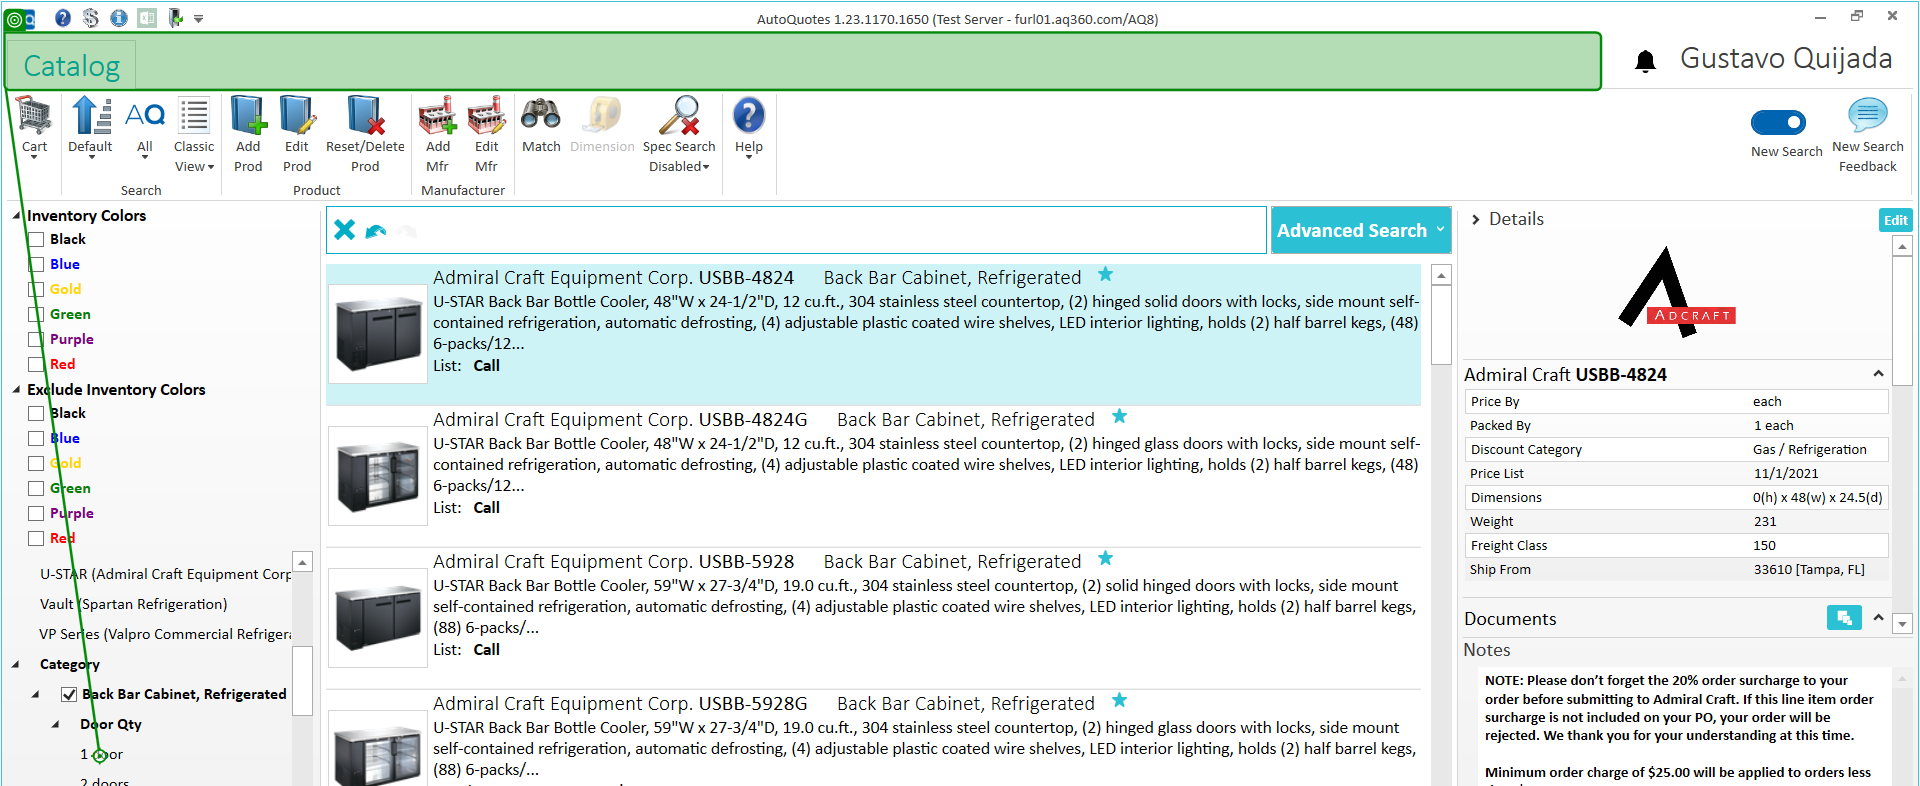 AutoQuotes 1.23.1170.1650 (Test Server - furl01.aq360.com/AQ8)
Catalog
Gustavo Quijada
Cart
Default
All
Classic View
Search
Add Prod
Edit Prod
Reset/Delete Prod
Product
Add Mfr
Edit Mfr
Manufacturer
Match
Dimension
Spec Search Disabled
Help
New Search
New Search Feedback
Inventory Colors
Black
Blue
Gold
Green
Purple
Red
Exclude Inventory Colors
Black
Blue
Gold
Green
Purple
Red
U-STAR (Admiral Craft Equipment Corp
Vault (Spartan Refrigeration)
VP Series (Valpro Commercial Refrigera
Category
Back Bar Cabinet, Refrigerated
Door Qty
1 door
2 doors
Advanced Search
Admiral Craft Equipment Corp. USBB-4824 Back Bar Cabinet, Refrigerated
U-STAR Back Bar Bottle Cooler, 48"W x 24-1/2"D, 12 cu.ft., 304 stainless steel countertop, (2) hinged solid doors with locks, side mount self-
contained refrigeration, automatic defrosting, (4) adjustable plastic coated wire shelves, LED interior lighting, holds (2) half barrel kegs, (48)
6-packs/12...
List: Call
Admiral Craft Equipment Corp. USBB-4824G Back Bar Cabinet, Refrigerated
U-STAR Back Bar Bottle Cooler, 48"W x 24-1/2"D, 12 cu.ft., 304 stainless steel countertop, (2) hinged glass doors with locks, side mount self-
contained refrigeration, automatic defrosting, (4) adjustable plastic coated wire shelves, LED interior lighting, holds (2) half barrel kegs, (48)
6-packs/12...
List: Call
Admiral Craft Equipment Corp. USBB-5928 Back Bar Cabinet, Refrigerated
U-STAR Back Bar Bottle Cooler, 59"W x 27-3/4"D, 19.0 cu.ft., 304 stainless steel countertop, (2) solid hinged doors with locks, side mount
self-contained refrigeration, automatic defrosting, (4) adjustable plastic coated wire shelves, LED interior lighting, holds (2) half barrel kegs,
(88) 6-packs/...
List: Call
Admiral Craft Equipment Corp. USBB-5928G Back Bar Cabinet, Refrigerated
U-STAR Back Bar Bottle Cooler, 59"W x 27-3/4"D, 19.0 cu.ft., 304 stainless steel countertop, (2) hinged glass doors with locks, side mount
self-contained refrigeration, automatic defrosting, (4) adjustable plastic coated wire shelves, LED interior lighting, holds (2) half barrel kegs,
(88) 6-packs/...
Details
Edit
ADCRAFT
Admiral Craft USBB-4824
Price By each
Packed By 1 each
Discount Category Gas / Refrigeration
Price List 11/1/2021
Dimensions 0(h) x 48(w) x 24.5(d)
Weight 231
Freight Class 150
Ship From 33610 [Tampa, FL]
Documents
Notes
NOTE: Please don't forget the 20% order surcharge to your
order before submitting to Admiral Craft. If this line item order
surcharge is not included on your PO, your order will be
rejected. We thank you for your understanding at this time.
Minimum order charge of $25.00 will be applied to orders less